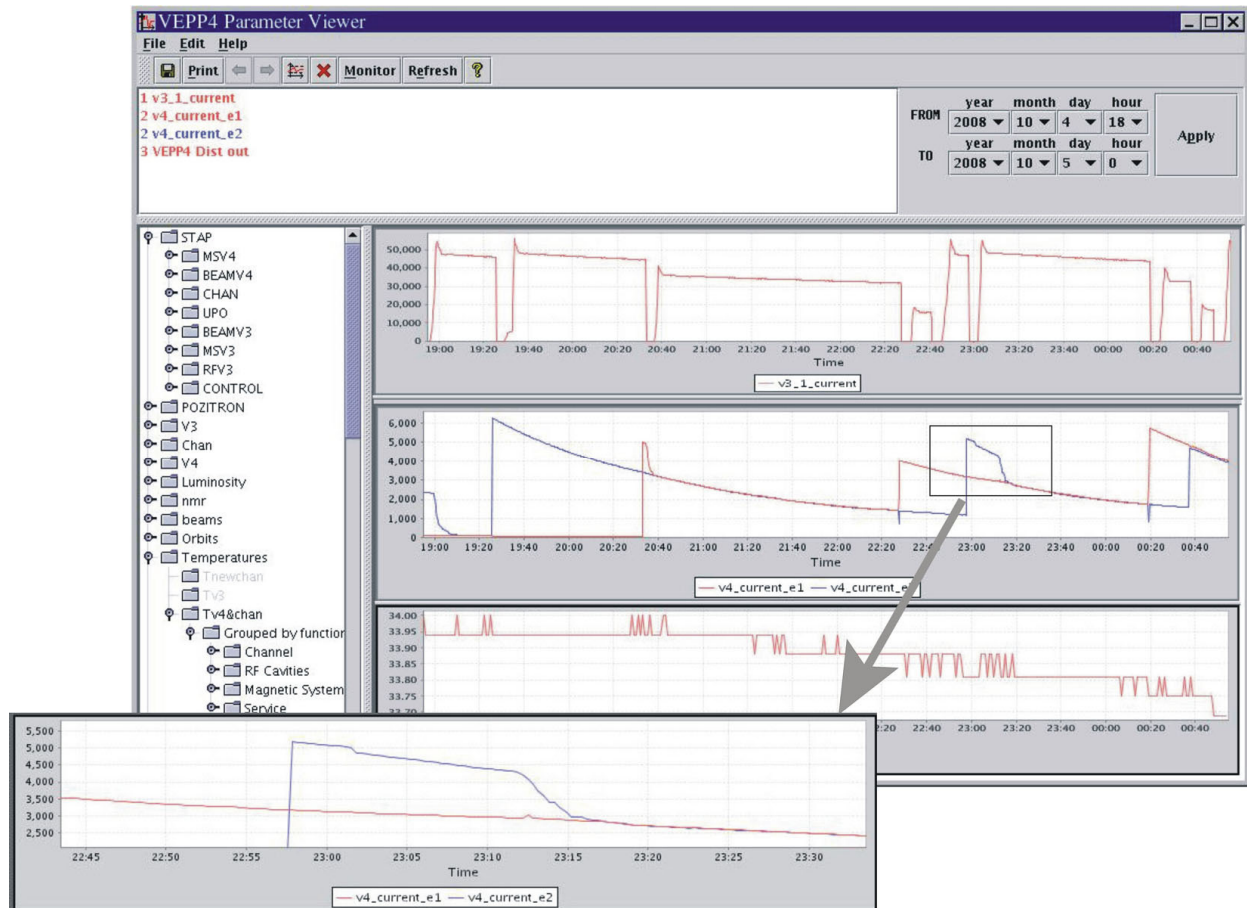 VEPP4 Parameter Viewer
File Edit Help
Print Monitor Refresh ?
1 v3_1_current
2 v4_current_e1
2 v4_current_e2
3 VEPP4 Dist out
year month day hour
FROM 2008 10 4 18
year month day hour
TO 2008 10 5 0
Apply
STAP
MSV4
BEAMV4
CHAN
UPO
BEAMV3
MSV3
RFV3
CONTROL
POZITRON
V3
Chan
V4
Luminosity
nmr
beams
Orbits
Temperatures
Tnewchan
Tv3
Tv4&chan
Grouped by function
Channel
RF Cavities
Magnetic System
Service
50,000
40,000
30,000
20,000
10,000
0
19:00 19:20 19:40 20:00 20:20 20:40 21:00 21:20 21:40 22:00 22:20 22:40 23:00 23:20 23:40 00:00 00:20 00:40
Time
v3_1_current
6,000
5,000
4,000
3,000
2,000
1,000
0
19:00 19:20 19:40 20:00 20:20 20:40 21:00 21:20 21:40 22:00 22:20 22:40 23:00 23:20 23:40 00:00 00:20 00:40
Time
v4_current_e1 v4_current_e
34.00
33.95
33.90
33.85
33.80
33.75
33.70
:20 22:40 23:00 23:20 23:40 00:00 00:20 00:40
5,500
5,000
4,500
4,000
3,500
3,000
2,500
22:45 22:50 22:55 23:00 23:05 23:10 23:15 23:20 23:25 23:30
Time
v4_current_e1 v4_current_e2